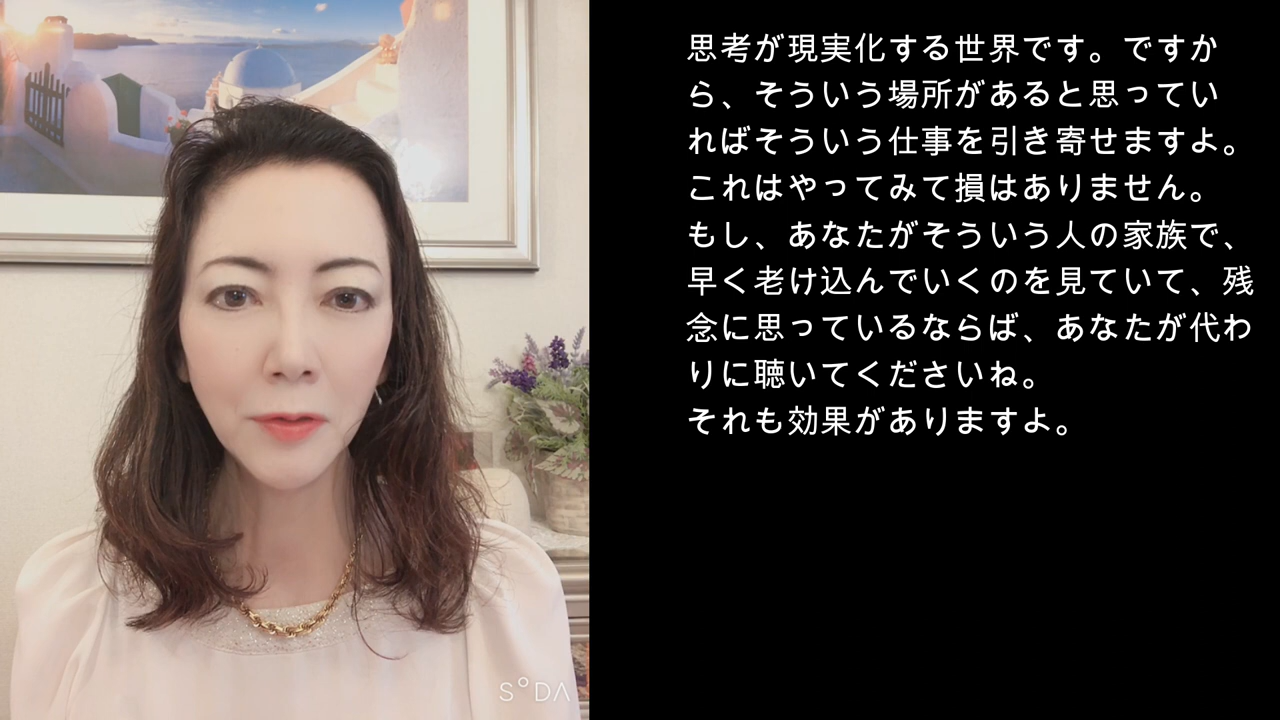 思考が現実化する世界です。ですか
ら、そういう場所があると思ってい
ればそういう仕事を引き寄せますよ。
これはやってみて損はありません。
もし、あなたがそういう人の家族で、
早く老け込んでいくのを見ていて、残
念に思っているならば、あなたが代わ
りに聴いてくださいね。
それも効果がありますよ。
SODA